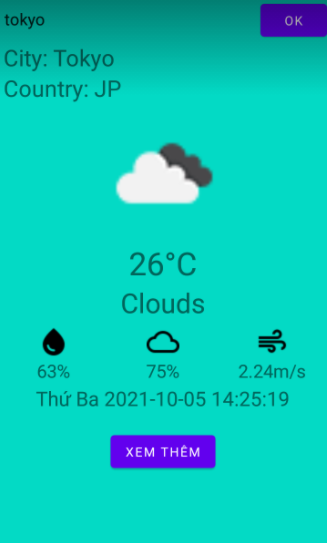 tokyo OK
City: Tokyo
Country: JP
26°C
Clouds
63% 75% 2.24m/s
Thứ Ba 2021-10-05 14:25:19
XEM THÊM